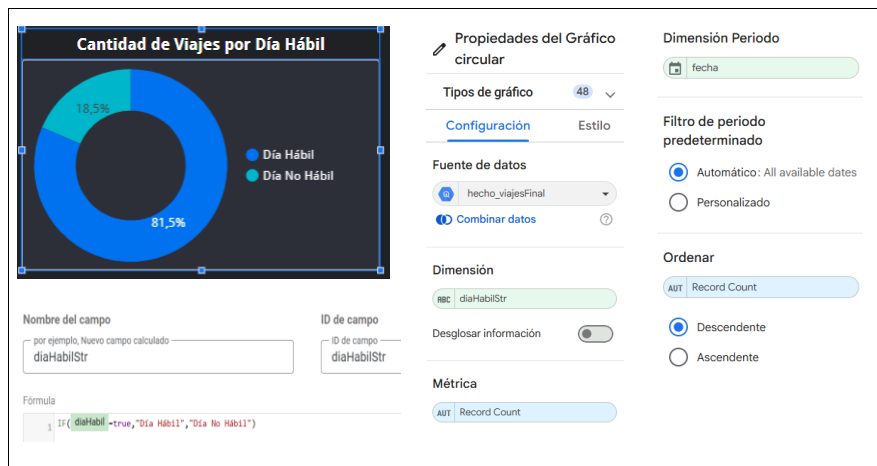 Cantidad de Viajes por Día Hábil
18,5%
81,5%
Día Hábil
Día No Hábil
Nombre del campo
por ejemplo, Nuevo campo calculado
diaHabilStr
ID de campo
ID de campo
diaHabilStr
Fórmula
1 IF( diaHabil =true,"Día Hábil","Día No Hábil")
Propiedades del Gráfico
circular
Tipos de gráfico 48
Configuración Estilo
Fuente de datos
hecho_viajesFinal
Combinar datos
Dimensión
ABC diaHabilStr
Desglosar información
Métrica
AUT Record Count
Dimensión Periodo
fecha
Filtro de periodo
predeterminado
Automático: All available dates
Personalizado
Ordenar
AUT Record Count
Descendente
Ascendente